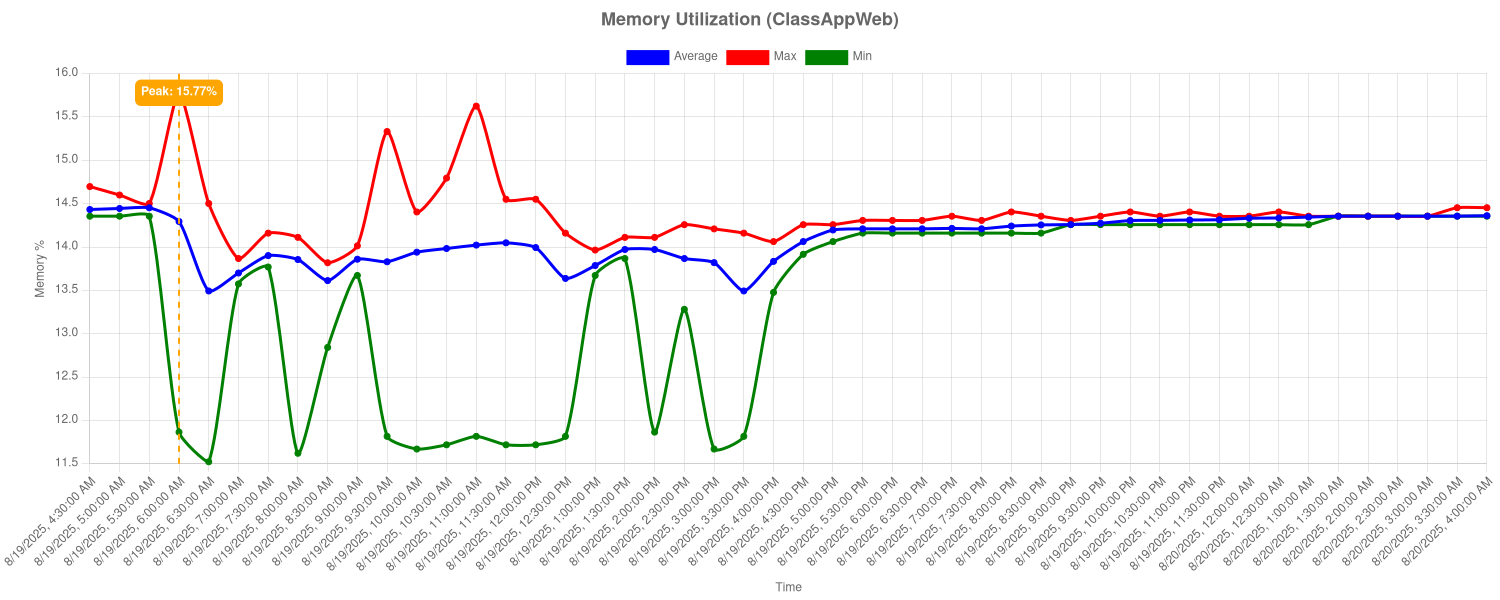 Memory Utilization (ClassAppWeb)
Average Max Min
Peak: 15.77%
Memory %
16.0
15.5
15.0
14.5
14.0
13.5
13.0
12.5
12.0
11.5
8/19/2025, 4:30:00 AM
8/19/2025, 5:00:00 AM
8/19/2025, 5:30:00 AM
8/19/2025, 6:00:00 AM
8/19/2025, 6:30:00 AM
8/19/2025, 7:00:00 AM
8/19/2025, 7:30:00 AM
8/19/2025, 8:00:00 AM
8/19/2025, 8:30:00 AM
8/19/2025, 9:00:00 AM
8/19/2025, 9:30:00 AM
8/19/2025, 10:00:00 AM
8/19/2025, 10:30:00 AM
8/19/2025, 11:00:00 AM
8/19/2025, 11:30:00 AM
8/19/2025, 12:00:00 PM
8/19/2025, 12:30:00 PM
8/19/2025, 1:00:00 PM
8/19/2025, 1:30:00 PM
8/19/2025, 2:00:00 PM
8/19/2025, 2:30:00 PM
8/19/2025, 3:00:00 PM
8/19/2025, 3:30:00 PM
8/19/2025, 4:00:00 PM
8/19/2025, 4:30:00 PM
8/19/2025, 5:00:00 PM
8/19/2025, 5:30:00 PM
8/19/2025, 6:00:00 PM
8/19/2025, 6:30:00 PM
8/19/2025, 7:00:00 PM
8/19/2025, 7:30:00 PM
8/19/2025, 8:00:00 PM
8/19/2025, 8:30:00 PM
8/19/2025, 9:00:00 PM
8/19/2025, 9:30:00 PM
8/19/2025, 10:00:00 PM
8/19/2025, 10:30:00 PM
8/19/2025, 11:00:00 PM
8/19/2025, 11:30:00 PM
8/20/2025, 12:00:00 AM
8/20/2025, 12:30:00 AM
8/20/2025, 1:00:00 AM
8/20/2025, 1:30:00 AM
8/20/2025, 2:00:00 AM
8/20/2025, 2:30:00 AM
8/20/2025, 3:00:00 AM
8/20/2025, 3:30:00 AM
8/20/2025, 4:00:00 AM
Time